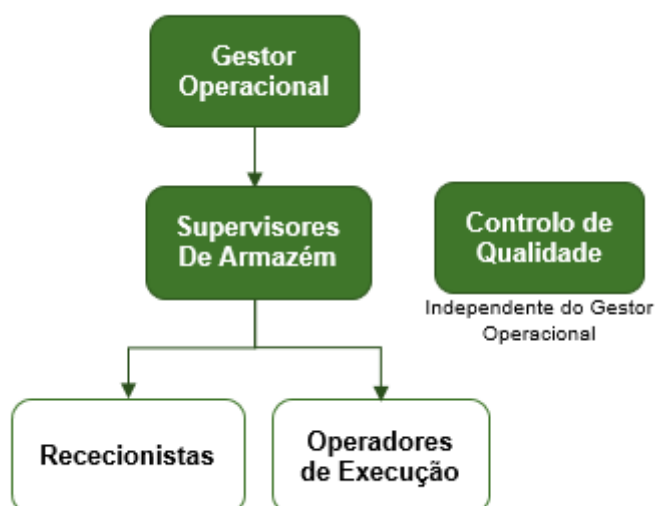 Gestor
Operacional
Supervisores
De Armazém
Controlo de
Qualidade
Independente do Gestor
Operacional
Rececionistas
Operadores
de Execução